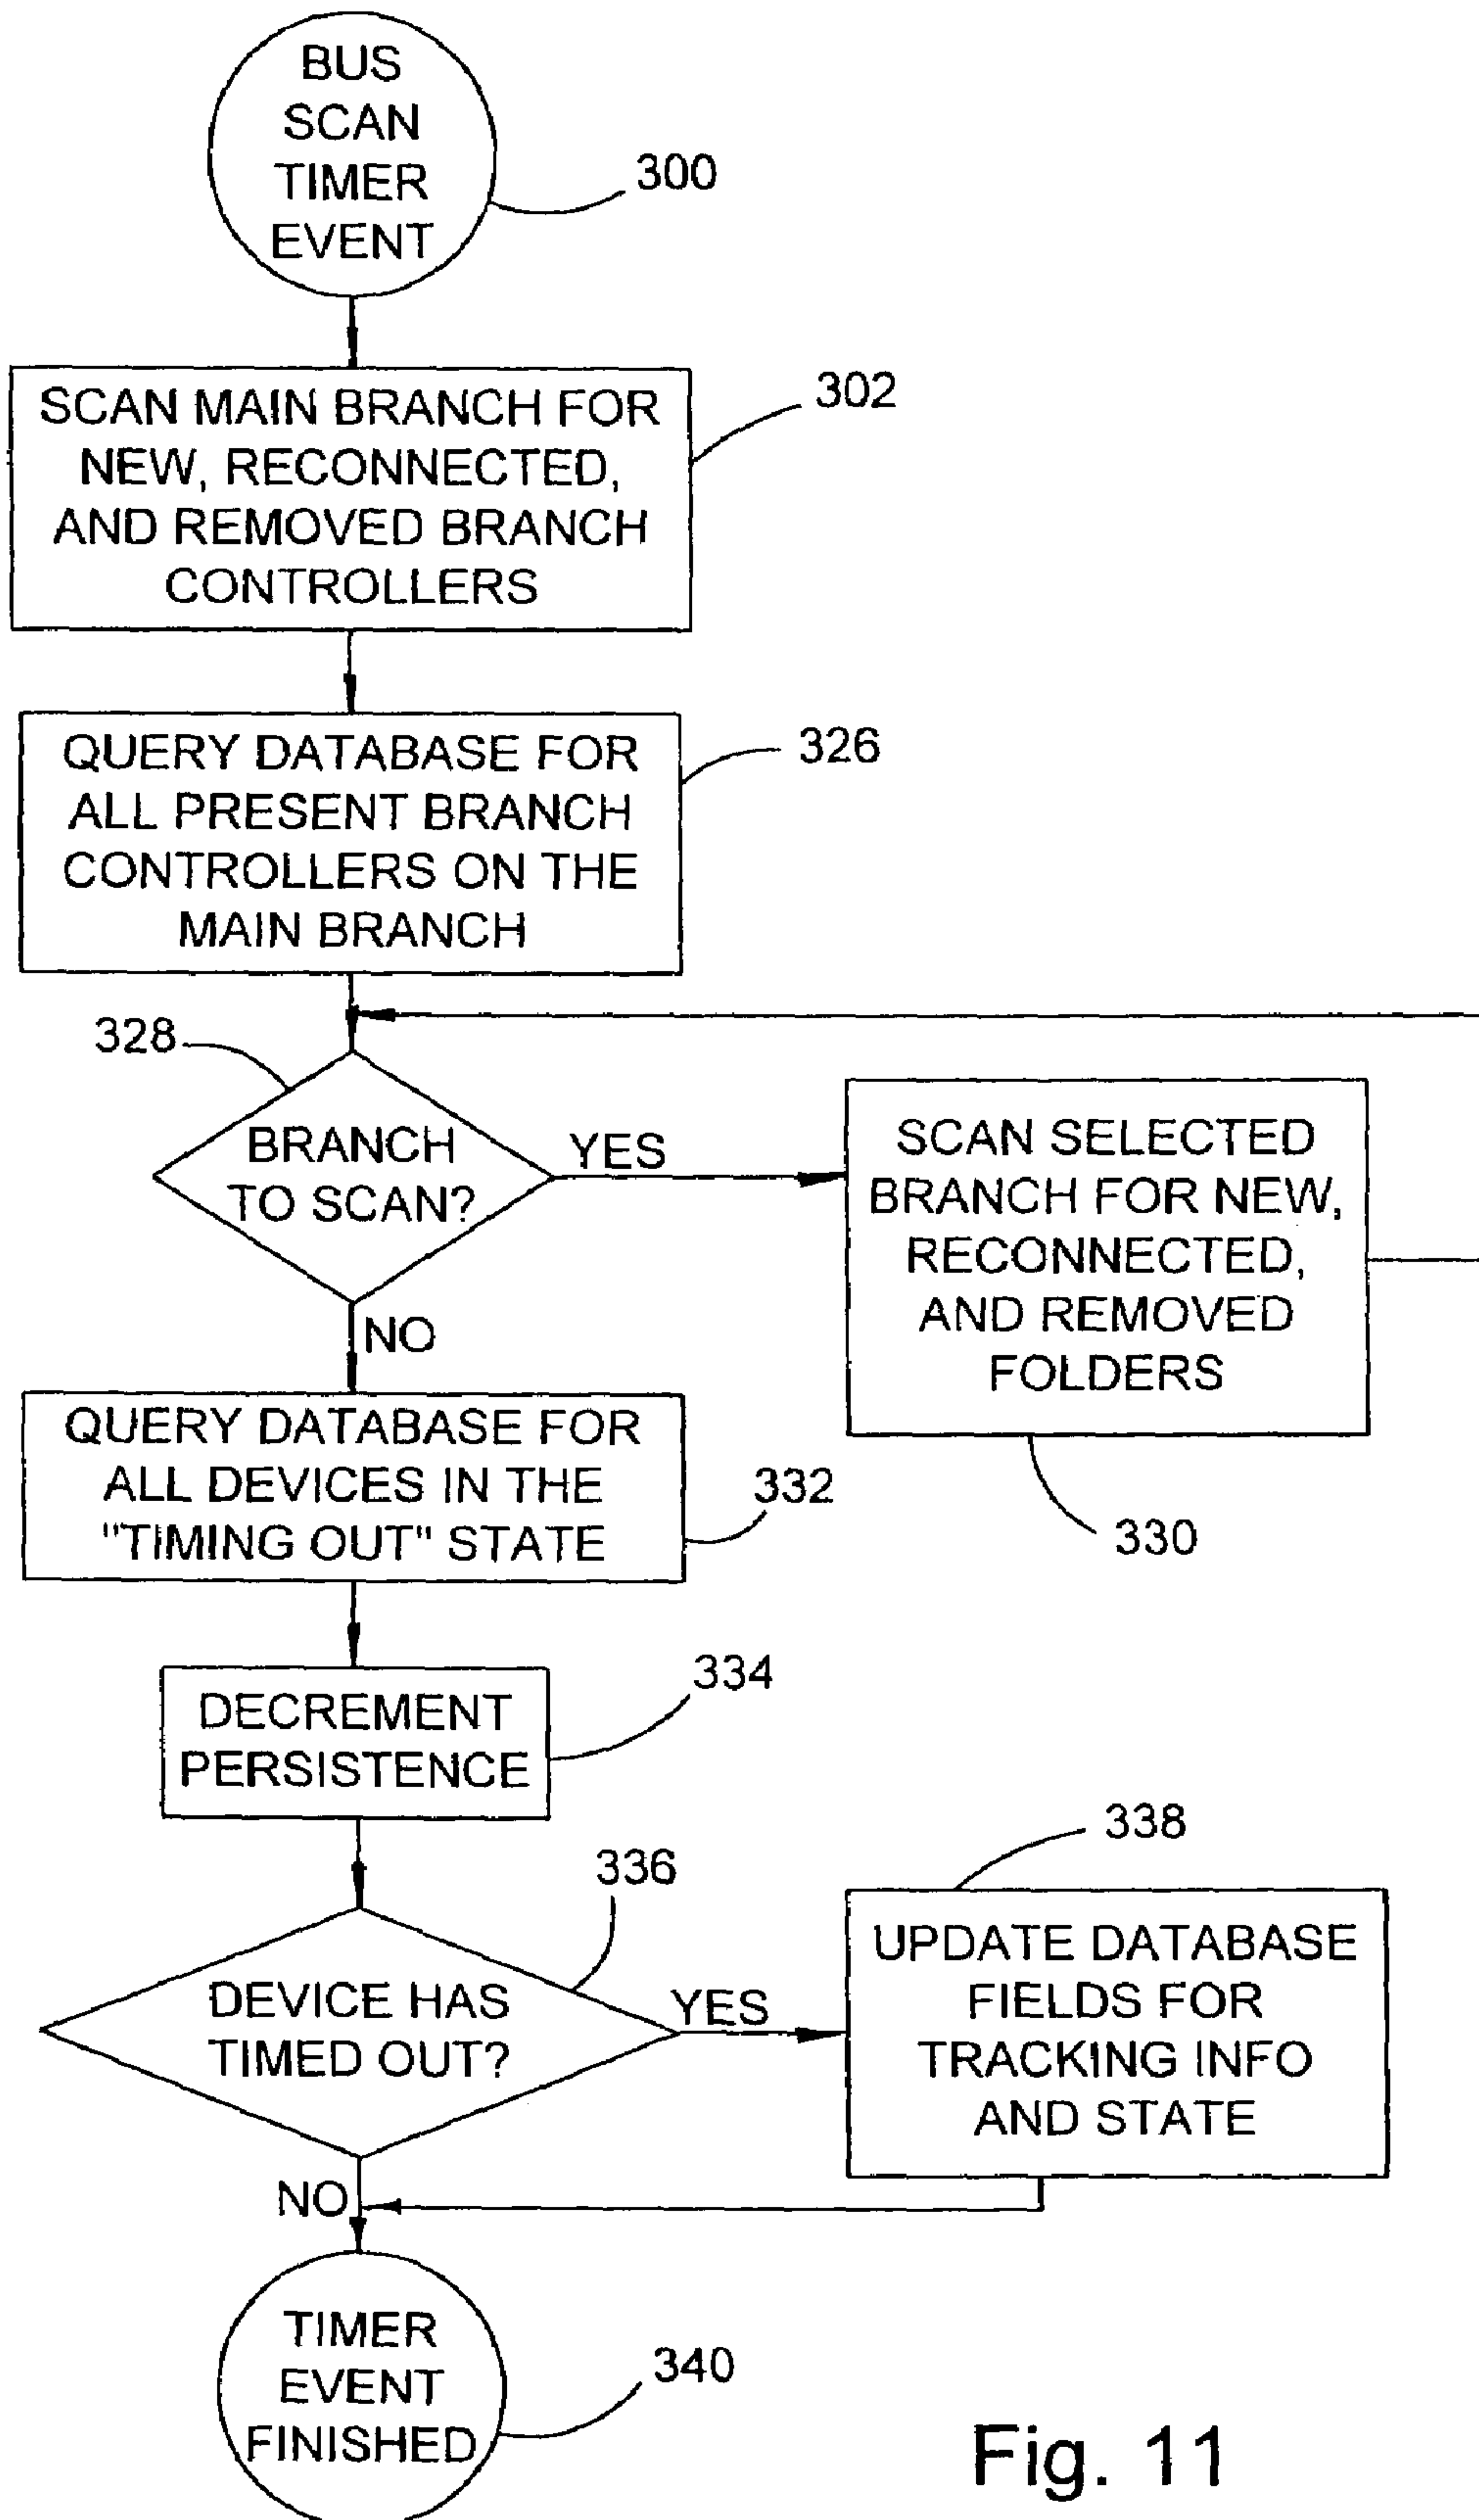 BUS
SCAN
TIMER
EVENT
300
SCAN MAIN BRANCH FOR
NEW, RECONNECTED,
AND REMOVED BRANCH
CONTROLLERS
302
QUERY DATABASE FOR
ALL PRESENT BRANCH
CONTROLLERS ON THE
MAIN BRANCH
326
328
BRANCH
TO SCAN?
YES
SCAN SELECTED
BRANCH FOR NEW,
RECONNECTED,
AND REMOVED
FOLDERS
330
NO
QUERY DATABASE FOR
ALL DEVICES IN THE
"TIMING OUT" STATE
332
DECREMENT
PERSISTENCE
334
336
DEVICE HAS
TIMED OUT?
YES
338
UPDATE DATABASE
FIELDS FOR
TRACKING INFO
AND STATE
NO
TIMER
EVENT
FINISHED
340
Fig. 11